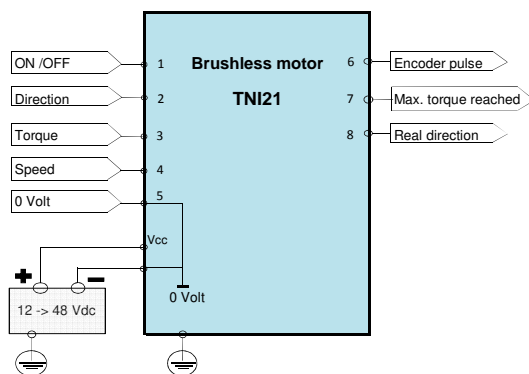 ON /OFF
Direction
Torque
Speed
0 Volt
1
2
3
4
5
Vcc
Brushless motor
TNI21
6
7
8
Encoder pulse
Max. torque reached
Real direction
0 Volt
+
−
12 -> 48 Vdc